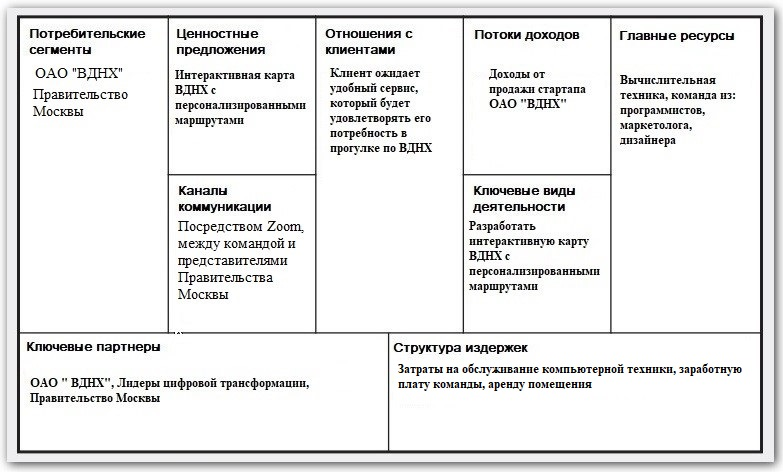 Потребительские
сегменты
ОАО "ВДНХ"
Правительство
Москвы
Ценностные
предложения
Интерактивная карта
ВДНХ с
персонализированными
маршрутами
Каналы
коммуникации
Посредством Zoom,
между командой и
представителями
Правительства
Москвы
Отношения с
клиентами
Клиент ожидает
удобный сервис,
который будет
удовлетворять его
потребность в
прогулке по ВДНХ
Потоки доходов
Доходы от
продажи стартапа
ОАО "ВДНХ"
Ключевые виды
деятельности
Разработать
интерактивную карту
ВДНХ с
персонализированными
маршрутами
Главные ресурсы
Вычислительная
техника, команда из:
программистов,
маркетолога,
дизайнера
Ключевые партнеры
ОАО " ВДНХ", Лидеры цифровой трансформации,
Правительство Москвы
Структура издержек
Затраты на обслуживание компьютерной техники, заработную
плату команды, аренду помещения